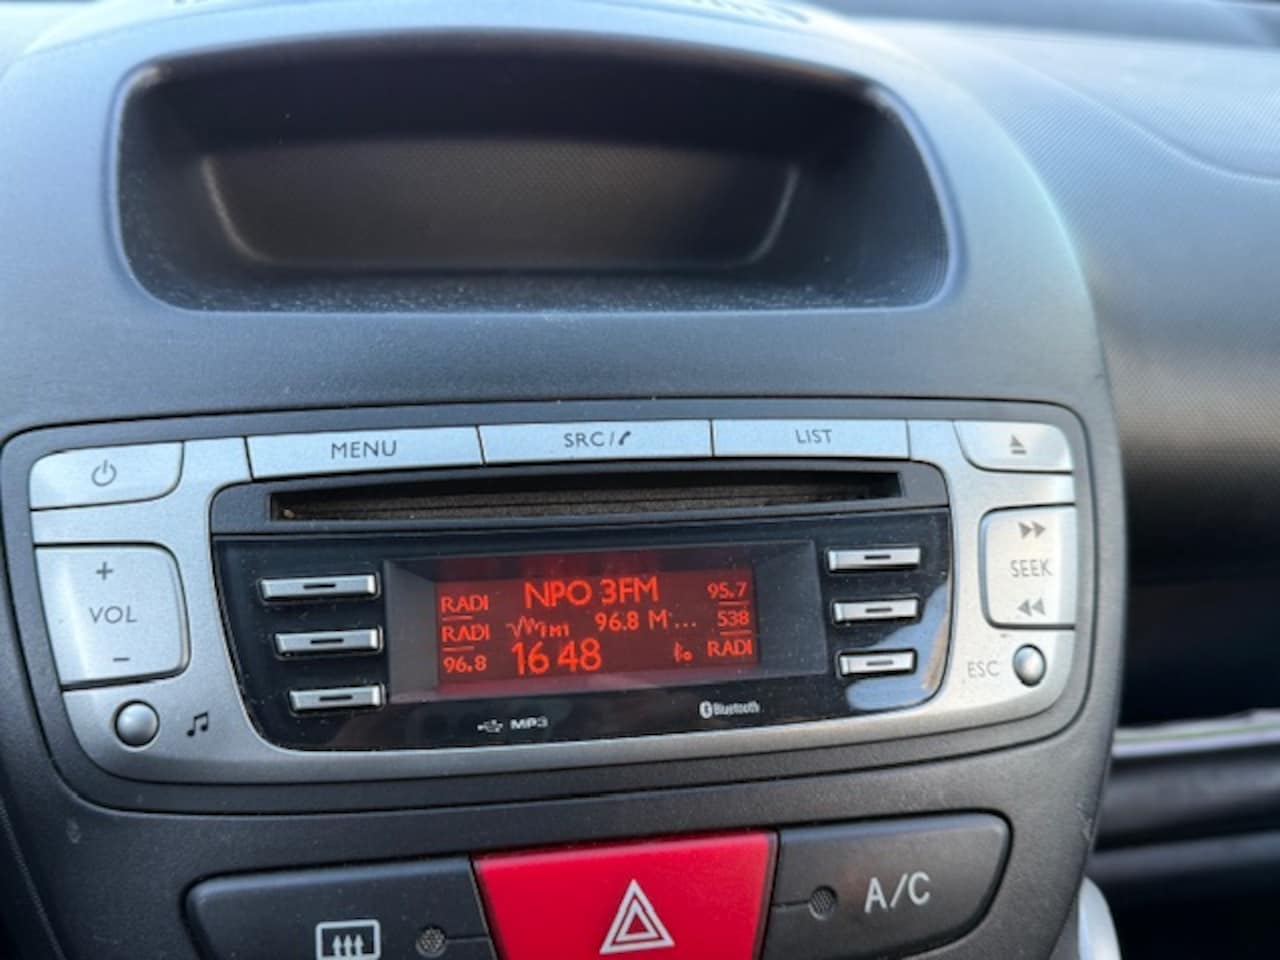 MENU
SRC/
LIST
+
VOL
−
SEEK
ESC
RADI
NPO 3FM
95.7
RADI
FM1
96.8 M...
538
96.8
16 48
RADI
MP3
Bluetooth
A/C